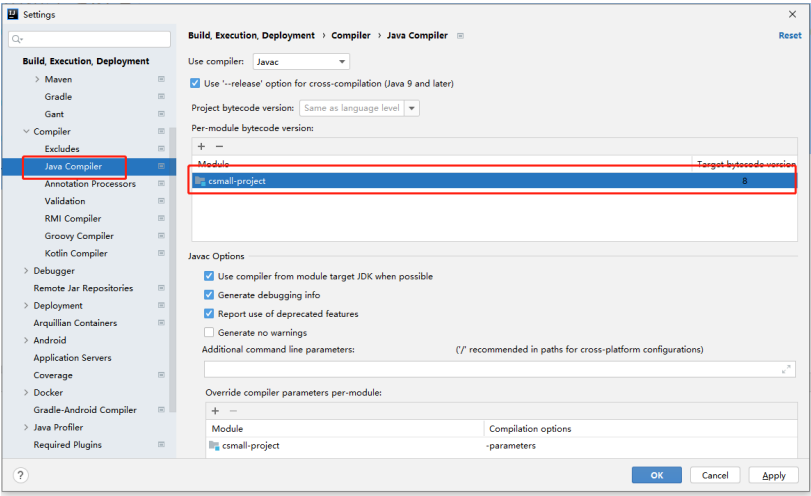 Settings
Build, Execution, Deployment › Compiler › Java Compiler
Reset
Build, Execution, Deployment
Maven
Gradle
Gant
Compiler
Excludes
Java Compiler
Annotation Processors
Validation
RMI Compiler
Groovy Compiler
Kotlin Compiler
Debugger
Remote Jar Repositories
Deployment
Arquillian Containers
Android
Application Servers
Coverage
Docker
Gradle-Android Compiler
Java Profiler
Required Plugins
Use compiler: Javac
Use '--release' option for cross-compilation (Java 9 and later)
Project bytecode version: Same as language level
Per-module bytecode version:
+ −
Module Target bytecode version
csmall-project 8
Javac Options
Use compiler from module target JDK when possible
Generate debugging info
Report use of deprecated features
Generate no warnings
Additional command line parameters: ('/' recommended in paths for cross-platform configurations)
Override compiler parameters per-module:
+ −
Module Compilation options
csmall-project -parameters
? OK Cancel Apply